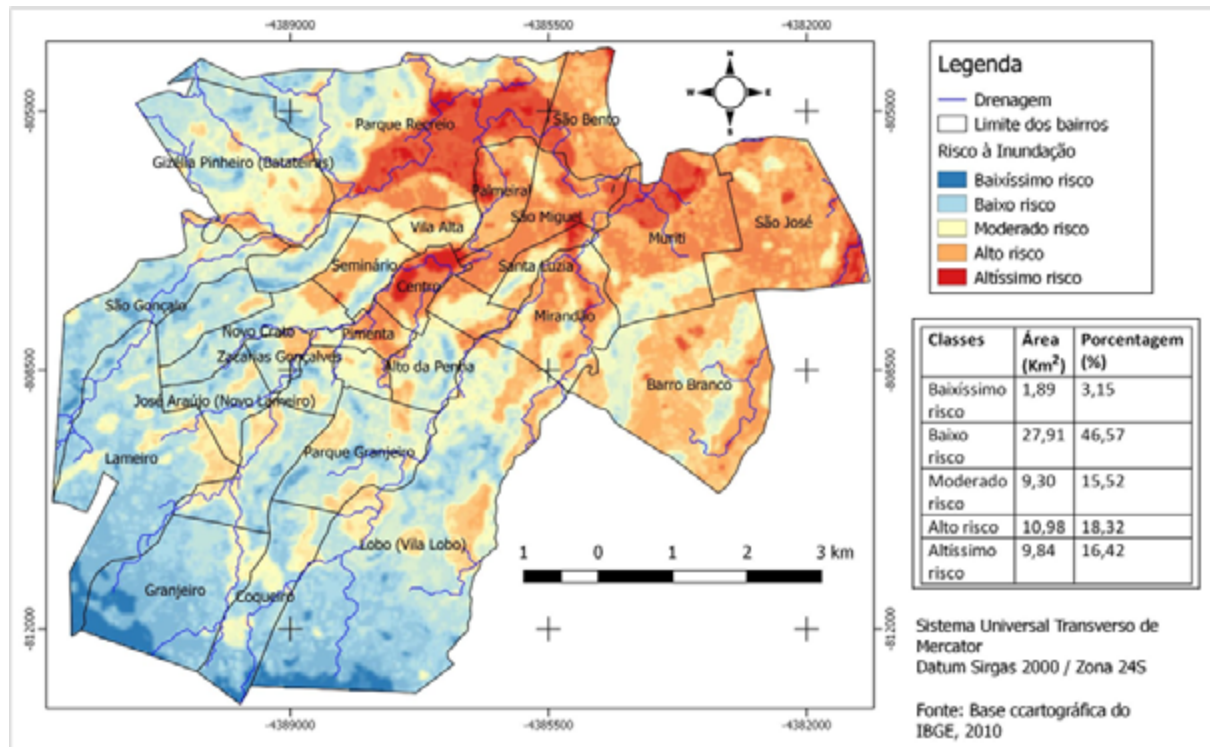 -4389000
-4385500
-4382000
-805000
-805000
Parque Recreio
São Bento
Gizélia Pinheiro (Batateiras)
Palmeiral
São Miguel
Vila Alta
São José
Muriti
Seminário
Santa Luzia
Centro
São Gonçalo
Mirandão
Novo Crato
Pimenta
Zacarias Gonçalves
Alto da Penha
-808500
-808500
Barro Branco
José Araújo (Novo Lameiro)
Parque Granjeiro
Lameiro
Lobo (Vila Lobo)
Granjeiro
Coqueiro
-812000
-812000
-4389000
-4385500
-4382000
N
W
E
S
1 0 1 2 3 km
Legenda
Drenagem
Limite dos bairros
Risco à Inundação
Baixíssimo risco
Baixo risco
Moderado risco
Alto risco
Altíssimo risco
Classes Área Porcentagem
(Km²) (%)
Baixíssimo 1,89 3,15
risco
Baixo 27,91 46,57
risco
Moderado 9,30 15,52
risco
Alto risco 10,98 18,32
Altíssimo 9,84 16,42
risco
Sistema Universal Transverso de
Mercator
Datum Sirgas 2000 / Zona 24S
Fonte: Base ccartográfica do
IBGE, 2010